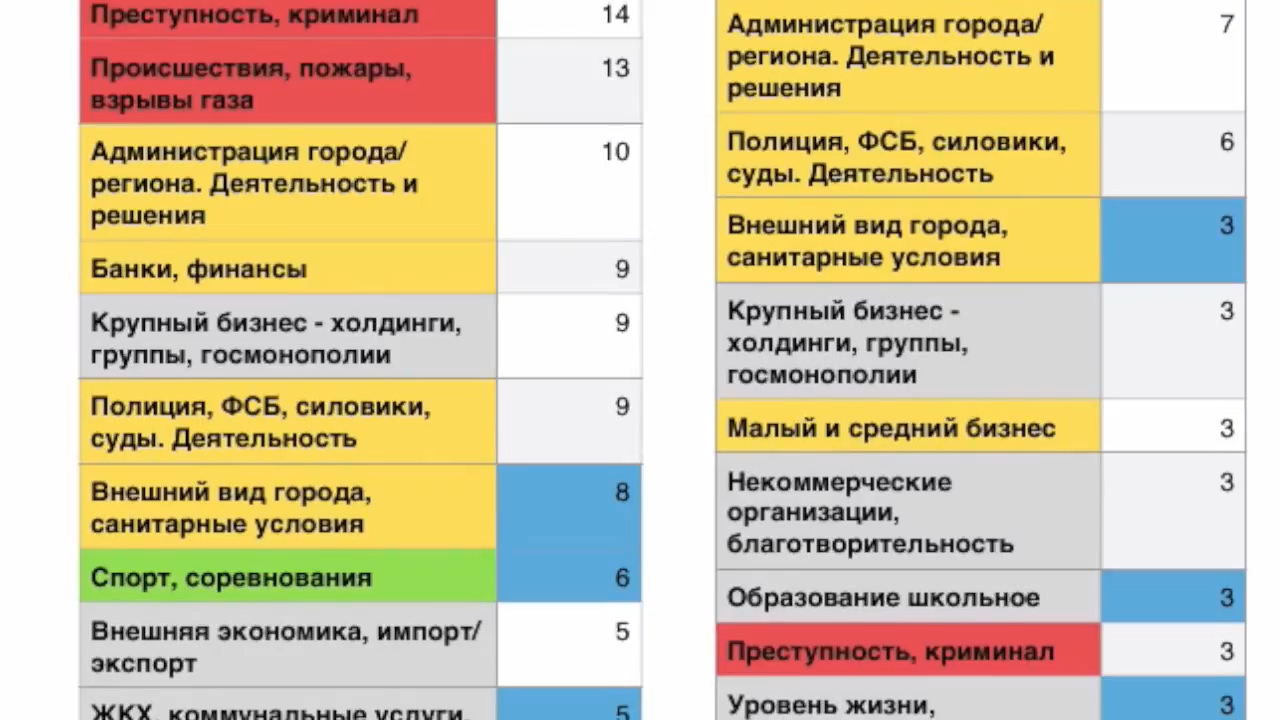 Преступность, криминал 14
Происшествия, пожары, 13
взрывы газа
Администрация города/ 10
региона. Деятельность и
решения
Банки, финансы 9
Крупный бизнес - холдинги, 9
группы, госмонополии
Полиция, ФСБ, силовики, 9
суды. Деятельность
Внешний вид города, 8
санитарные условия
Спорт, соревнования 6
Внешняя экономика, импорт/ 5
экспорт
ЖКХ, коммунальные услуги, 5
Администрация города/ 7
региона. Деятельность и
решения
Полиция, ФСБ, силовики, 6
суды. Деятельность
Внешний вид города, 3
санитарные условия
Крупный бизнес - 3
холдинги, группы,
госмонополии
Малый и средний бизнес 3
Некоммерческие 3
организации,
благотворительность
Образование школьное 3
Преступность, криминал 3
Уровень жизни, 3